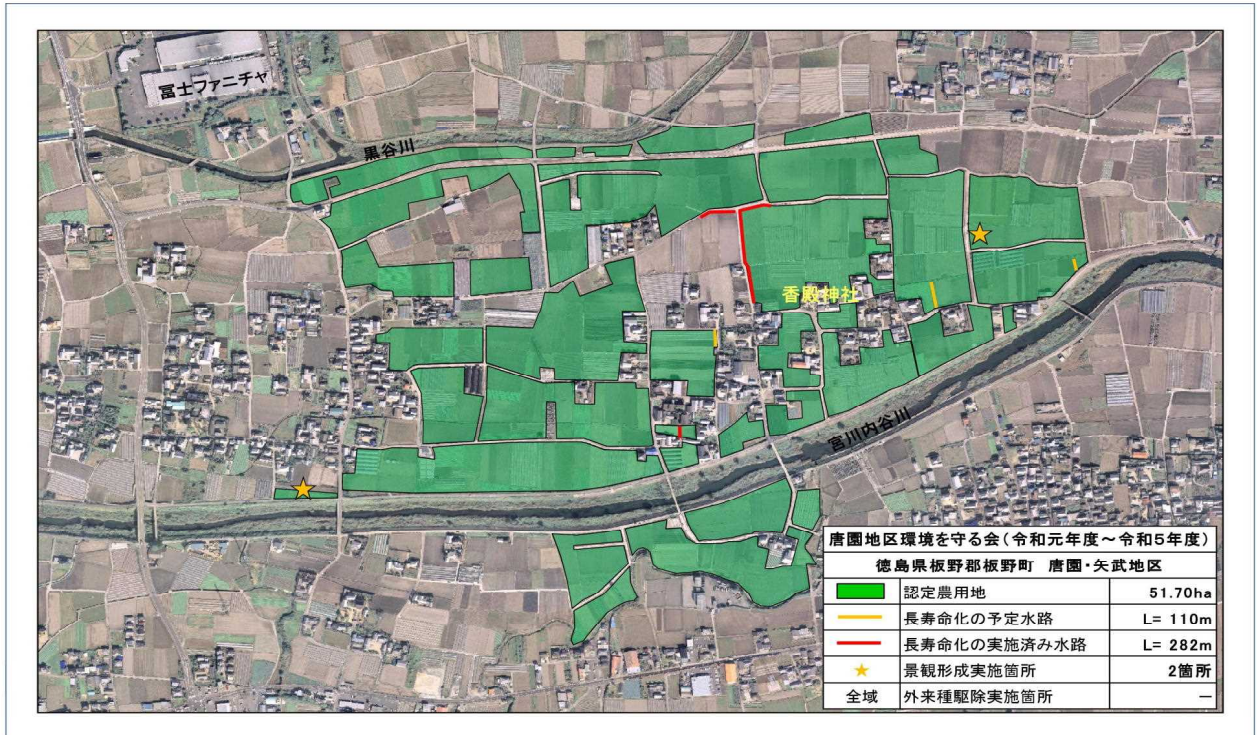 冨士ファニチャ
黒谷川
香殿神社
宮川内谷川
唐園地区環境を守る会(令和元年度～令和5年度)
徳島県板野郡板野町 唐園・矢武地区
認定農用地 51.70ha
長寿命化の予定水路 L= 110m
長寿命化の実施済み水路 L= 282m
景観形成実施箇所 2箇所
全域 外来種駆除実施箇所 －